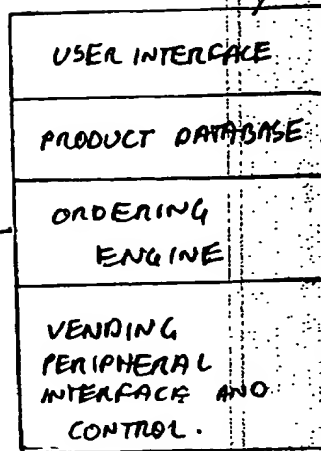 USER INTERFACE
PRODUCT DATABASE
ORDERING
ENGINE
VENDING
PERIPHERAL
INTERFACE AND
CONTROL.